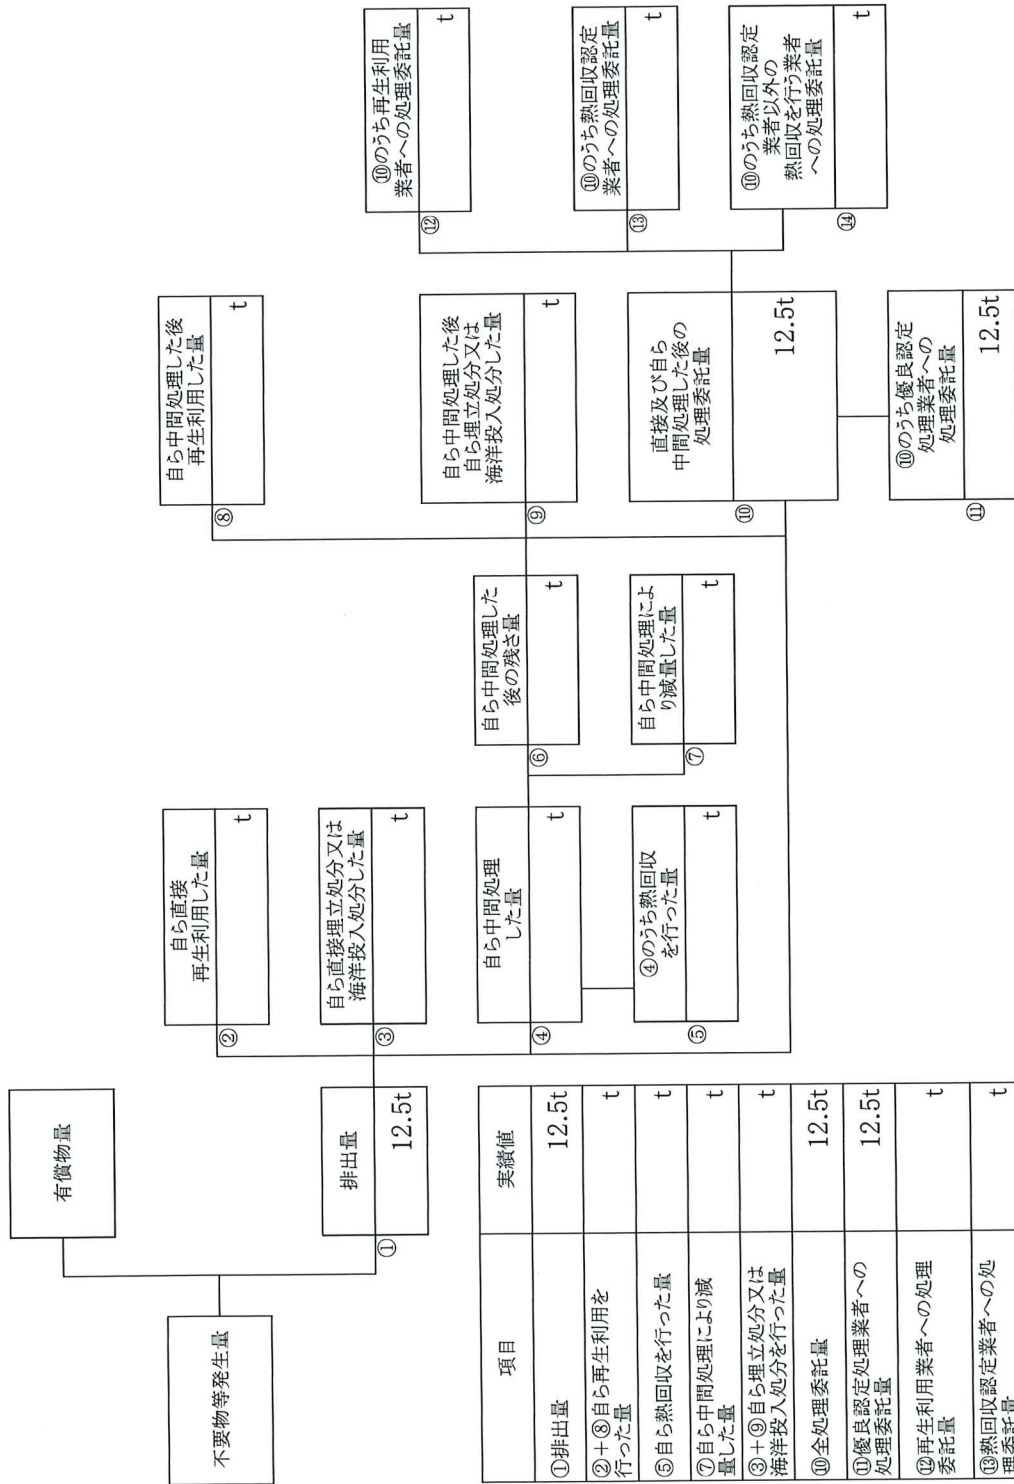 不要物等発生量
有償物量
排出量
①
12.5t
自ら直接
再生利用した量
②
t
自ら直接埋立処分又は
海洋投入処分した量
③
t
自ら中間処理
した量
④
t
④のうち熱回収
を行った量
⑤
t
自ら中間処理した
後の残さ量
⑥
t
自ら中間処理によ
り減量した量
⑦
t
自ら中間処理した後
再生利用した量
⑧
t
自ら中間処理した後
自ら埋立処分又は
海洋投入処分した量
⑨
t
直接及び自ら
中間処理した後の
処理委託量
⑩
12.5t
⑩のうち優良認定
処理業者への
処理委託量
⑪
12.5t
⑩のうち再生利用
業者への処理委託量
⑫
t
⑩のうち熱回収認定
業者への処理委託量
⑬
t
⑩のうち熱回収認定
業者以外の
熱回収を行う業者
への処理委託量
⑭
t
項目 実績値
①排出量 12.5t
②+⑧自ら再生利用を
行った量 t
⑤自ら熱回収を行った量 t
⑦自ら中間処理により減
量した量 t
③+⑨自ら埋立処分又は
海洋投入処分を行った量 t
⑩全処理委託量 12.5t
⑪優良認定処理業者への
処理委託量 12.5t
⑫再生利用業者への処理
委託量 t
⑬熱回収認定業者への処
理委託量 t